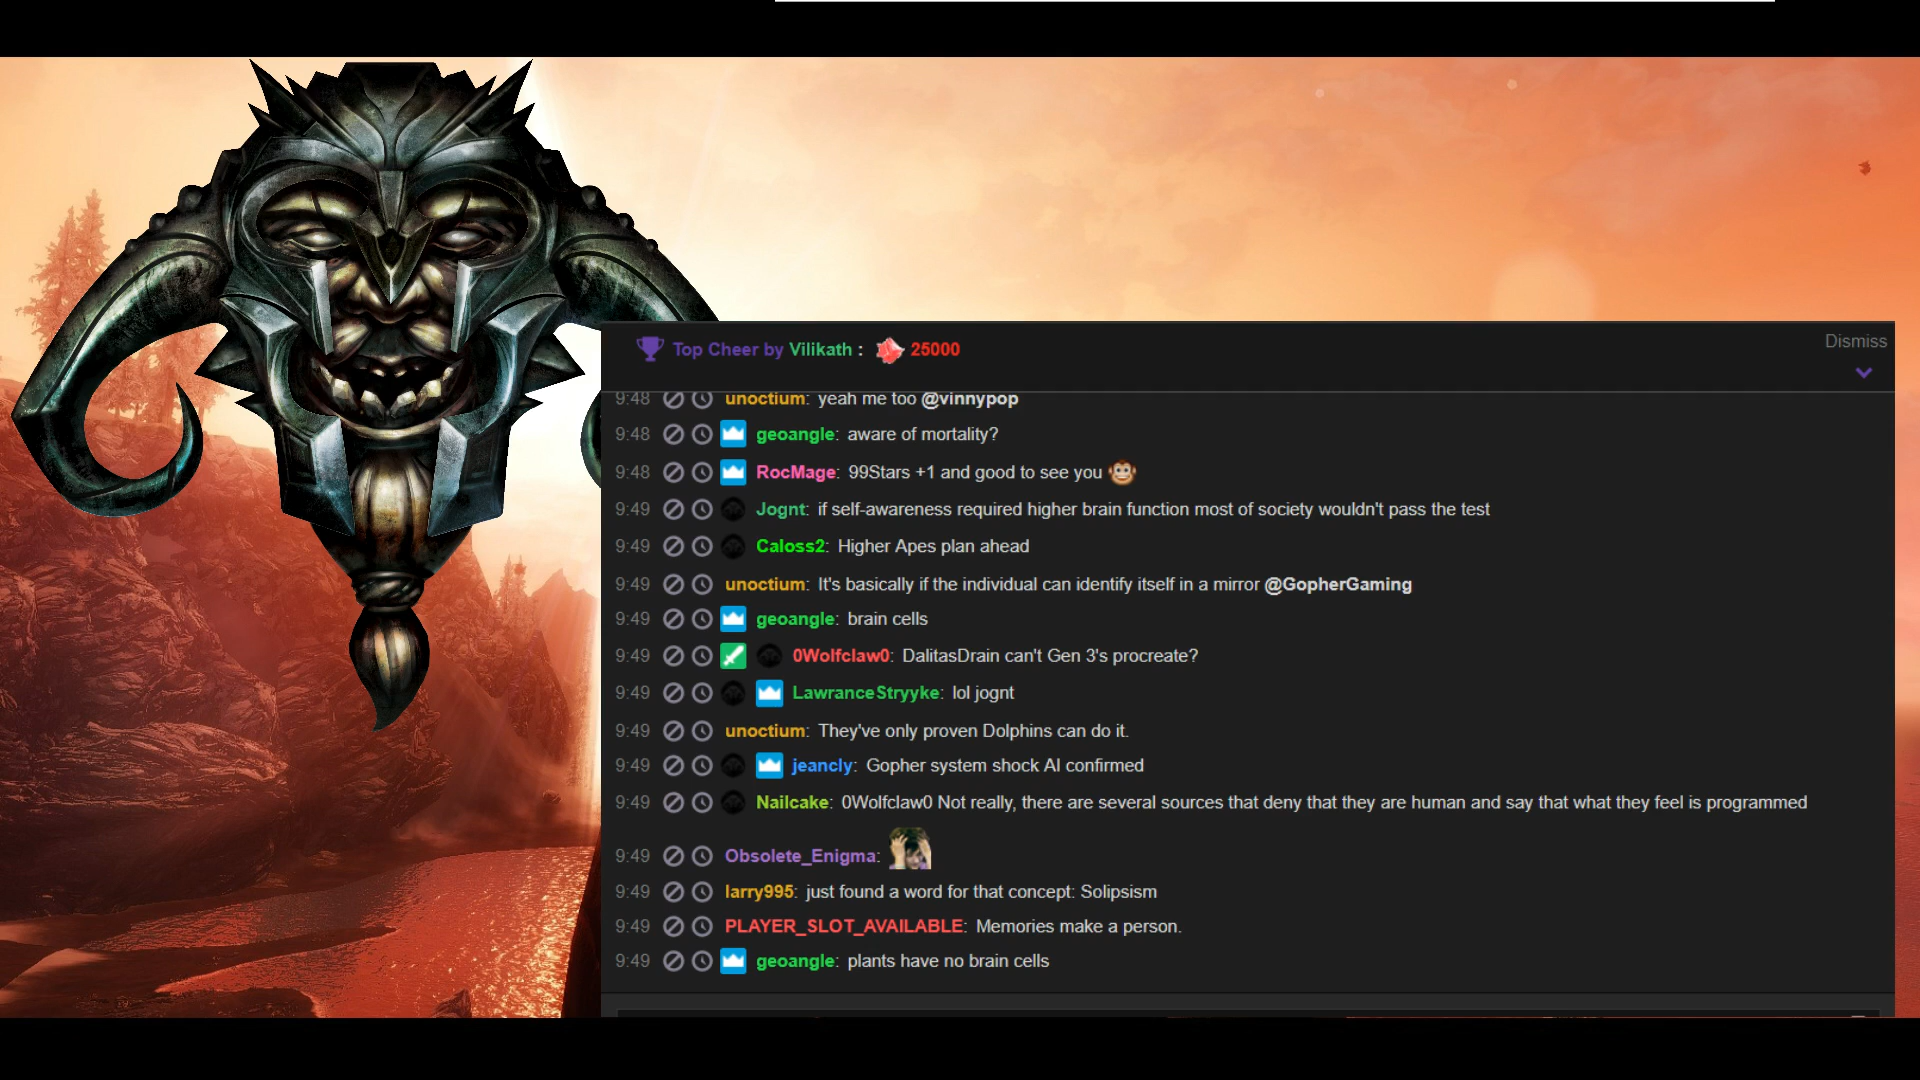 Top Cheer by Vilikath : 25000
Dismiss
9:48 unoctium: yeah me too @vinnypop
9:48 geoangle: aware of mortality?
9:48 RocMage: 99Stars +1 and good to see you
9:49 Jognt: if self-awareness required higher brain function most of society wouldn't pass the test
9:49 Caloss2: Higher Apes plan ahead
9:49 unoctium: It's basically if the individual can identify itself in a mirror @GopherGaming
9:49 geoangle: brain cells
9:49 0Wolfclaw0: DalitasDrain can't Gen 3's procreate?
9:49 LawranceStryyke: lol jognt
9:49 unoctium: They've only proven Dolphins can do it.
9:49 jeancly: Gopher system shock AI confirmed
9:49 Nailcake: 0Wolfclaw0 Not really, there are several sources that deny that they are human and say that what they feel is programmed
9:49 Obsolete_Enigma:
9:49 larry995: just found a word for that concept: Solipsism
9:49 PLAYER_SLOT_AVAILABLE: Memories make a person.
9:49 geoangle: plants have no brain cells